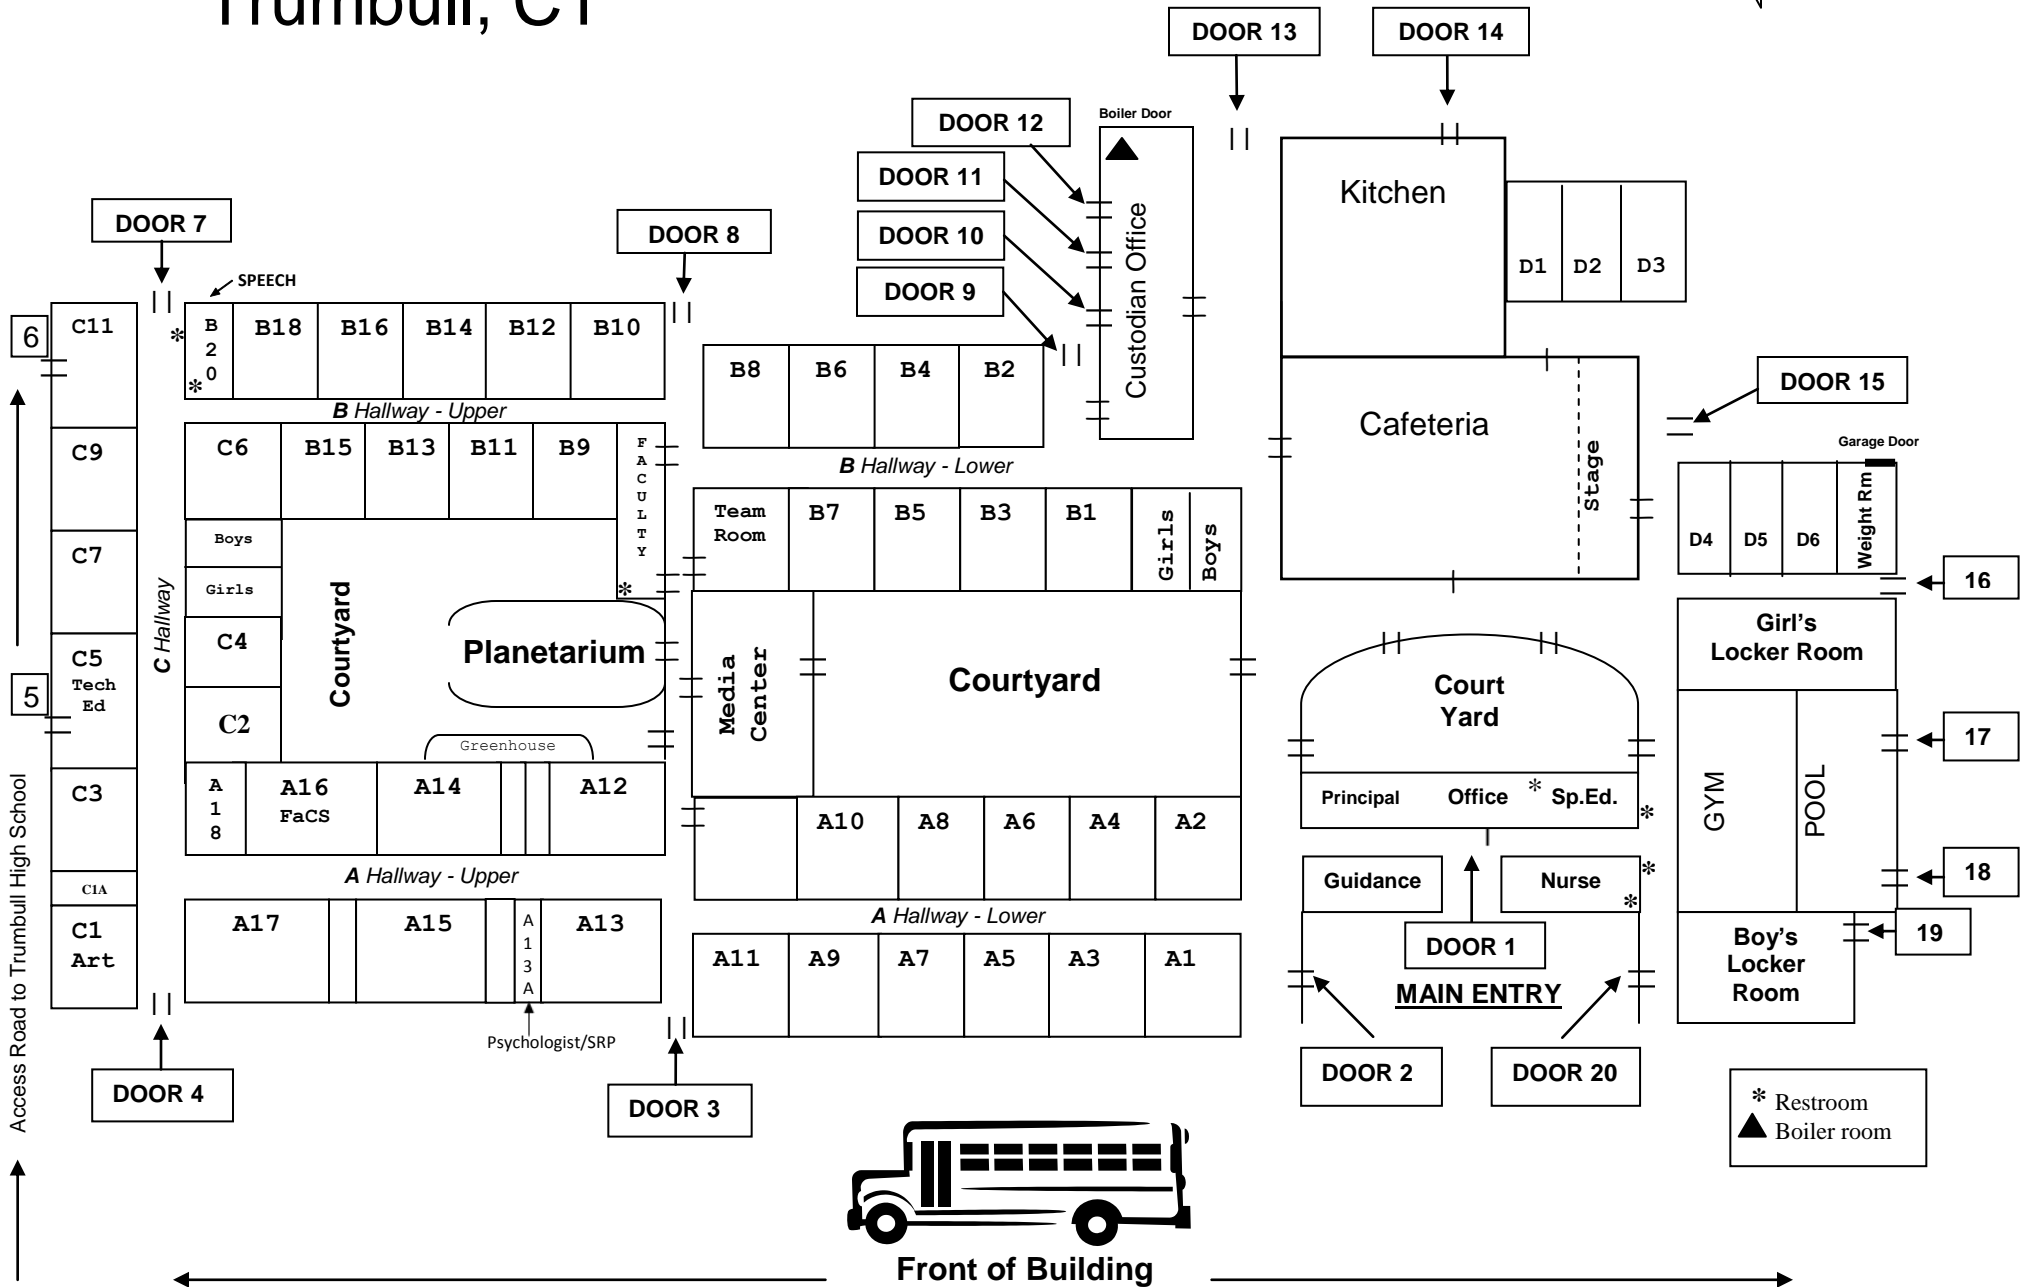 Trumbull, CT
DOOR 13
DOOR 14
DOOR 12
Boiler Door
DOOR 11
DOOR 10
DOOR 9
Custodian Office
Kitchen
D1
D2
D3
DOOR 7
DOOR 8
SPEECH
6
C11
*
B
2
0
*
B18
B16
B14
B12
B10
B8
B6
B4
B2
B Hallway - Upper
Cafeteria
Stage
DOOR 15
Garage Door
C9
C6
B15
B13
B11
B9
F
A
C
U
L
T
Y
*
B Hallway - Lower
Team
Room
B7
B5
B3
B1
Girls
Boys
D4
D5
D6
Weight Rm
16
C7
Boys
Girls
C Hallway
Courtyard
Planetarium
C4
C2
Greenhouse
5
C5
Tech
Ed
Media
Center
Courtyard
Court
Yard
Girl's
Locker Room
GYM
POOL
17
C3
A
1
8
A16
FaCS
A14
A12
A10
A8
A6
A4
A2
Principal
Office
*
Sp.Ed.
*
18
C1A
A Hallway - Upper
Guidance
Nurse
*
*
A Hallway - Lower
C1
Art
A17
A15
A
1
3
A
A13
A11
A9
A7
A5
A3
A1
DOOR 1
MAIN ENTRY
Boy's
Locker
Room
19
Psychologist/SRP
DOOR 4
DOOR 3
DOOR 2
DOOR 20
Access Road to Trumbull High School
* Restroom
Boiler room
Front of Building